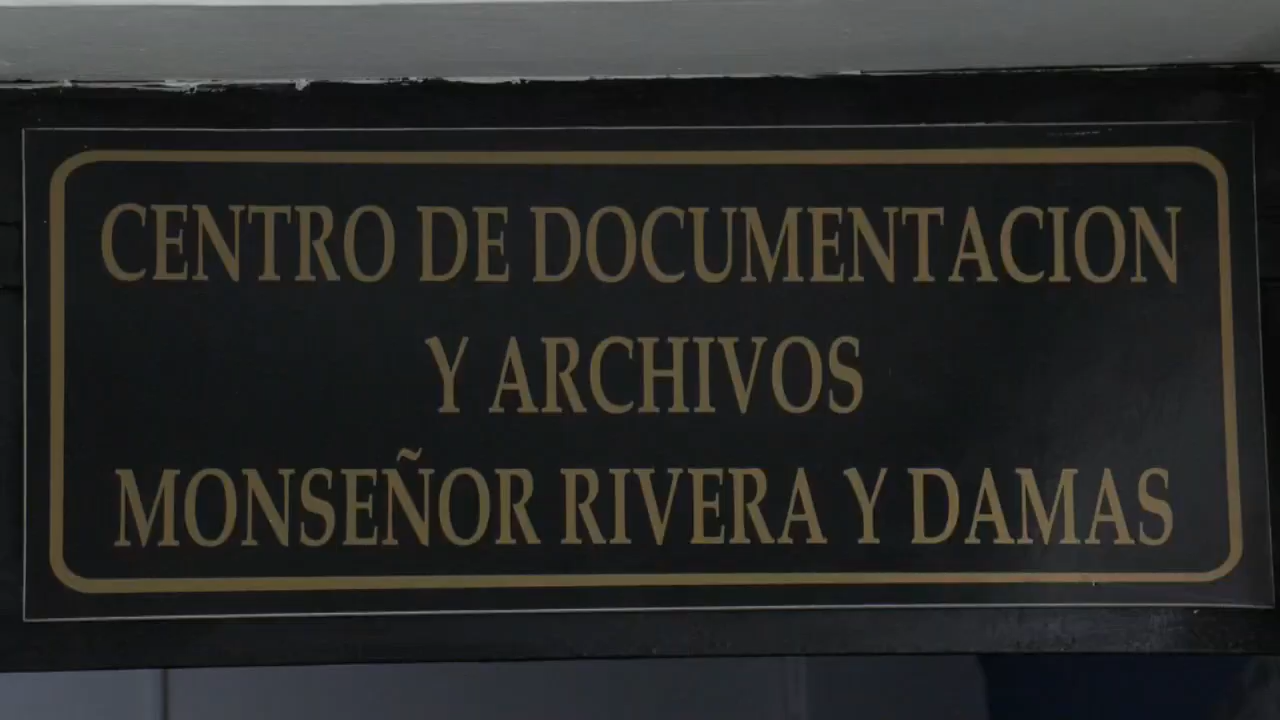 CENTRO DE DOCUMENTACION
Y ARCHIVOS
MONSEÑOR RIVERA Y DAMAS